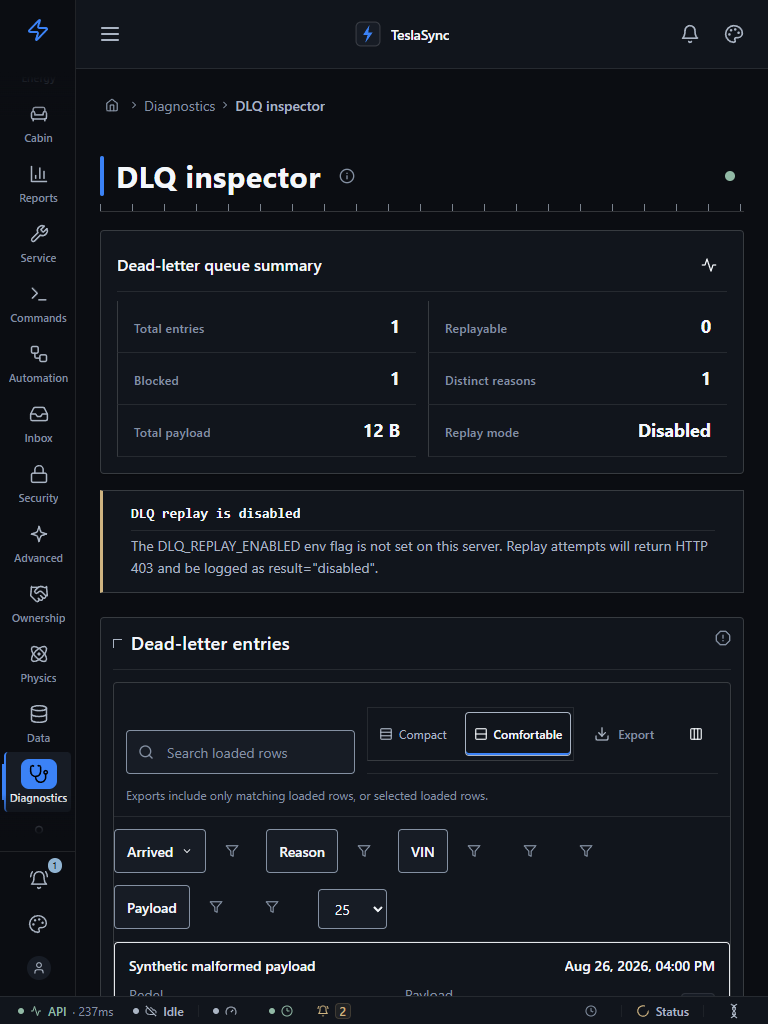 TeslaSync
Energy
Cabin
Reports
Service
Commands
Automation
Inbox
Security
Advanced
Ownership
Physics
Data
Diagnostics
1
Diagnostics
DLQ inspector
DLQ inspector
Dead-letter queue summary
Total entries 1
Replayable 0
Blocked 1
Distinct reasons 1
Total payload 12 B
Replay mode Disabled
DLQ replay is disabled
The DLQ_REPLAY_ENABLED env flag is not set on this server. Replay attempts will return HTTP
403 and be logged as result="disabled".
Dead-letter entries
Search loaded rows
Compact
Comfortable
Export
Exports include only matching loaded rows, or selected loaded rows.
Arrived
Reason
VIN
Payload
25
Synthetic malformed payload
Aug 26, 2026, 04:00 PM
Redel
Payload
API · 237ms
Idle
2
Status